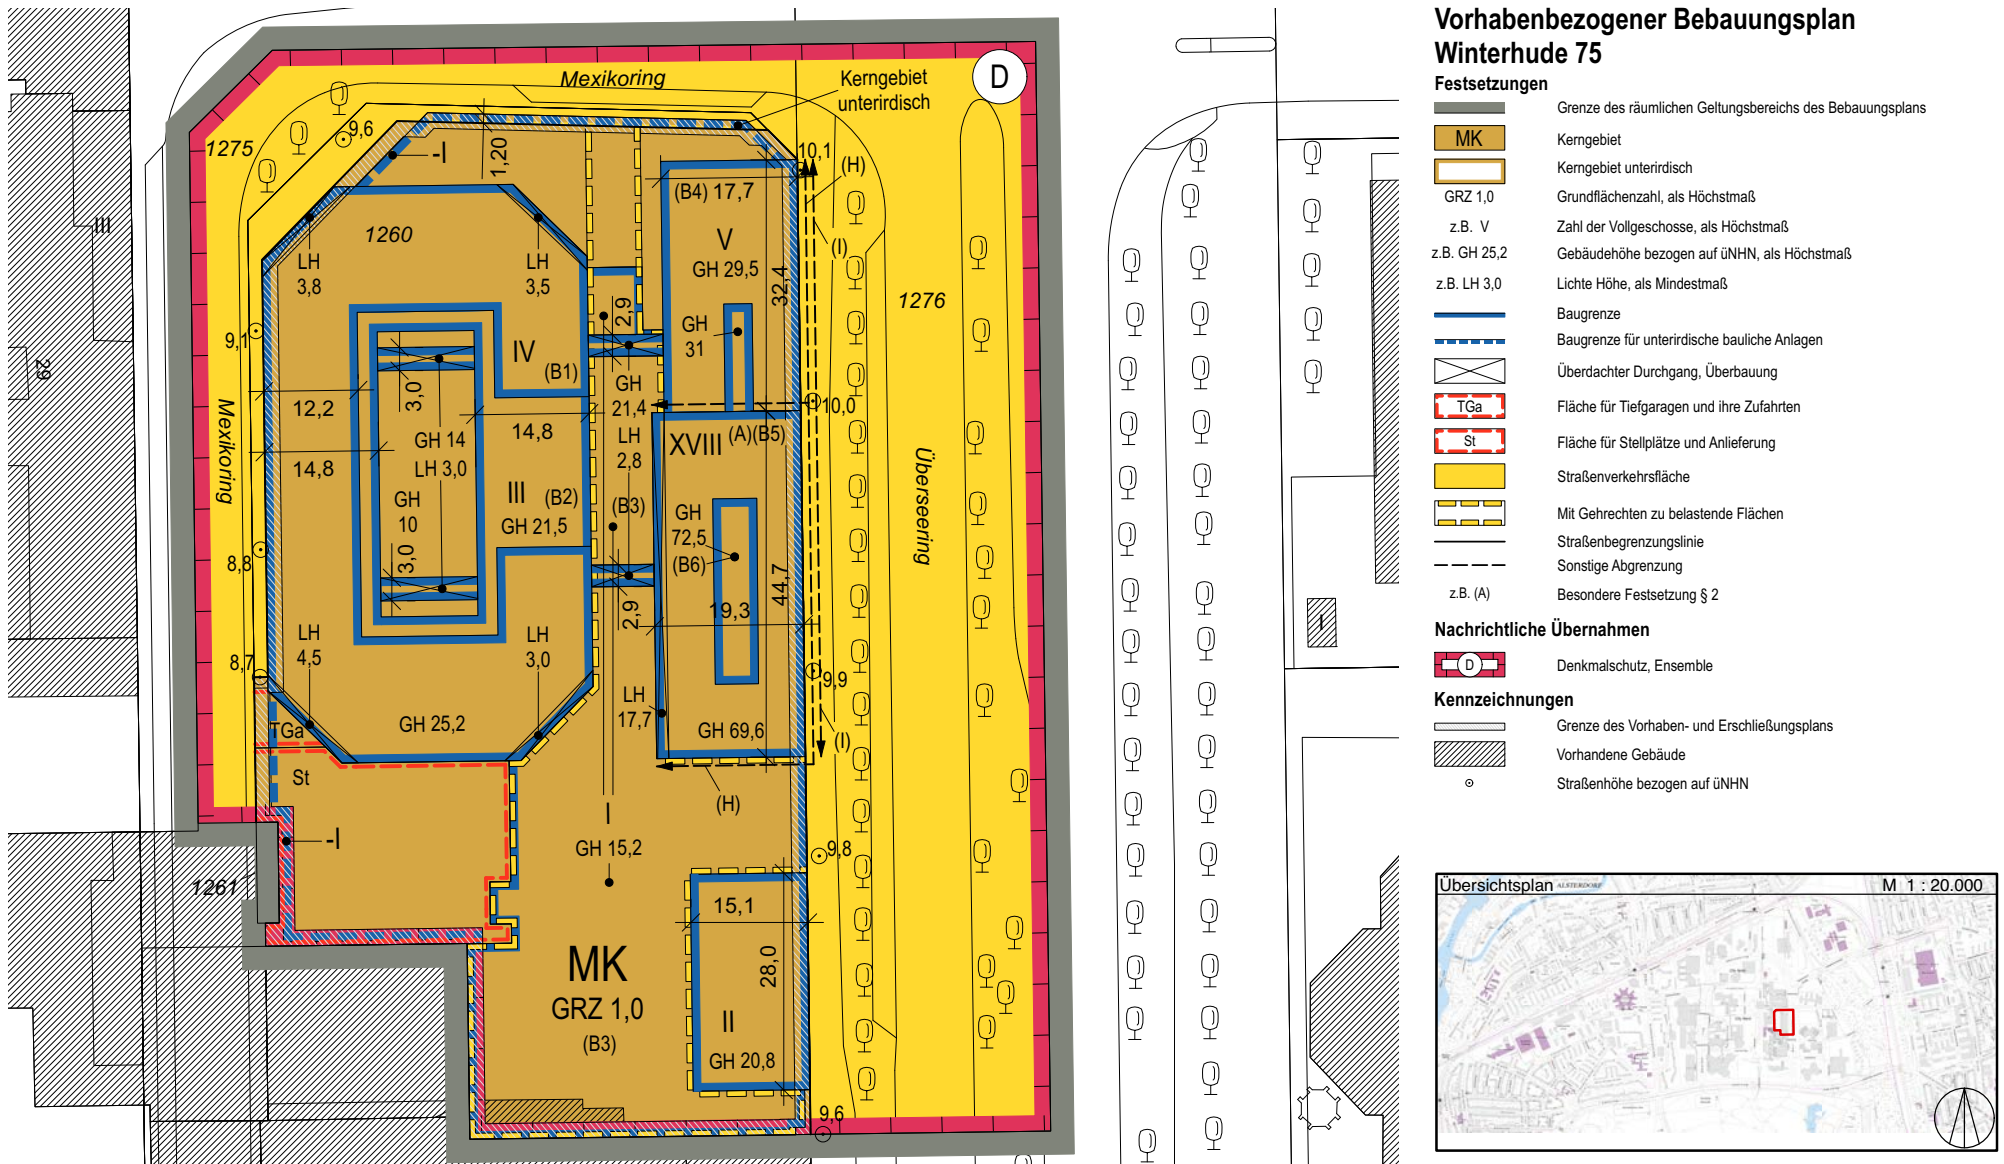 Vorhabenbezogener Bebauungsplan
Winterhude 75
Festsetzungen
Grenze des räumlichen Geltungsbereichs des Bebauungsplans
MK Kerngebiet
Kerngebiet unterirdisch
GRZ 1,0 Grundflächenzahl, als Höchstmaß
z.B. V Zahl der Vollgeschosse, als Höchstmaß
z.B. GH 25,2 Gebäudehöhe bezogen auf üNHN, als Höchstmaß
z.B. LH 3,0 Lichte Höhe, als Mindestmaß
Baugrenze
Baugrenze für unterirdische bauliche Anlagen
Überdachter Durchgang, Überbauung
TGa Fläche für Tiefgaragen und ihre Zufahrten
St Fläche für Stellplätze und Anlieferung
Straßenverkehrsfläche
Mit Gehrechten zu belastende Flächen
Straßenbegrenzungslinie
Sonstige Abgrenzung
z.B. (A) Besondere Festsetzung § 2
Nachrichtliche Übernahmen
D Denkmalschutz, Ensemble
Kennzeichnungen
Grenze des Vorhaben- und Erschließungsplans
Vorhandene Gebäude
Straßenhöhe bezogen auf üNHN
Übersichtsplan ALSTERDORF M 1 : 20.000
Mexikoring
Kerngebiet
unterirdisch
D
1275
9,6
-I
1,20
10,1
(H)
(B4) 17,7
III
1260
V
(I)
LH
3,8
LH
3,5
GH 29,5
32,4
1276
2,9
9,1
GH
31
IV
(B1)
29
3,0
GH
21,4
12,2
10,0
Mexikoring
14,8
GH 14
LH 3,0
14,8
LH
2,8
XVIII
(A)(B5)
Überseering
GH
10
III
(B2)
GH 21,5
(B3)
GH
72,5
(B6)
3,0
8,8
44,7
19,3
2,9
I
LH
4,5
LH
3,0
8,7
9,9
LH
17,7
GH 25,2
GH 69,6
(I)
TGa
St
(H)
I
-I
GH 15,2
9,8
1261
15,1
MK
GRZ 1,0
(B3)
28,0
II
GH 20,8
9,6